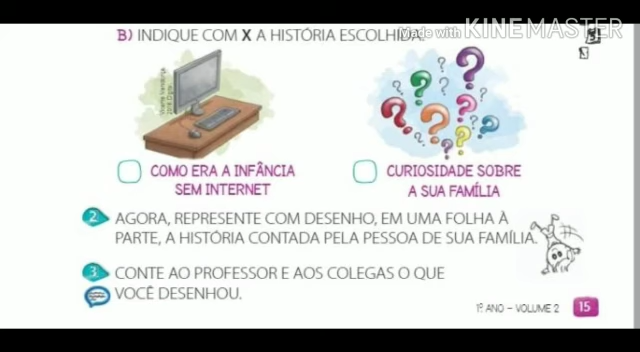 B) INDIQUE COM X A HISTÓRIA ESCOLHIDA.
Made with KINEMASTER
COMO ERA A INFÂNCIA
SEM INTERNET
CURIOSIDADE SOBRE
A SUA FAMÍLIA
2. AGORA, REPRESENTE COM DESENHO, EM UMA FOLHA À
PARTE, A HISTÓRIA CONTADA PELA PESSOA DE SUA FAMÍLIA.
3. CONTE AO PROFESSOR E AOS COLEGAS O QUE
VOCÊ DESENHOU.
1º. ANO – VOLUME 2 15